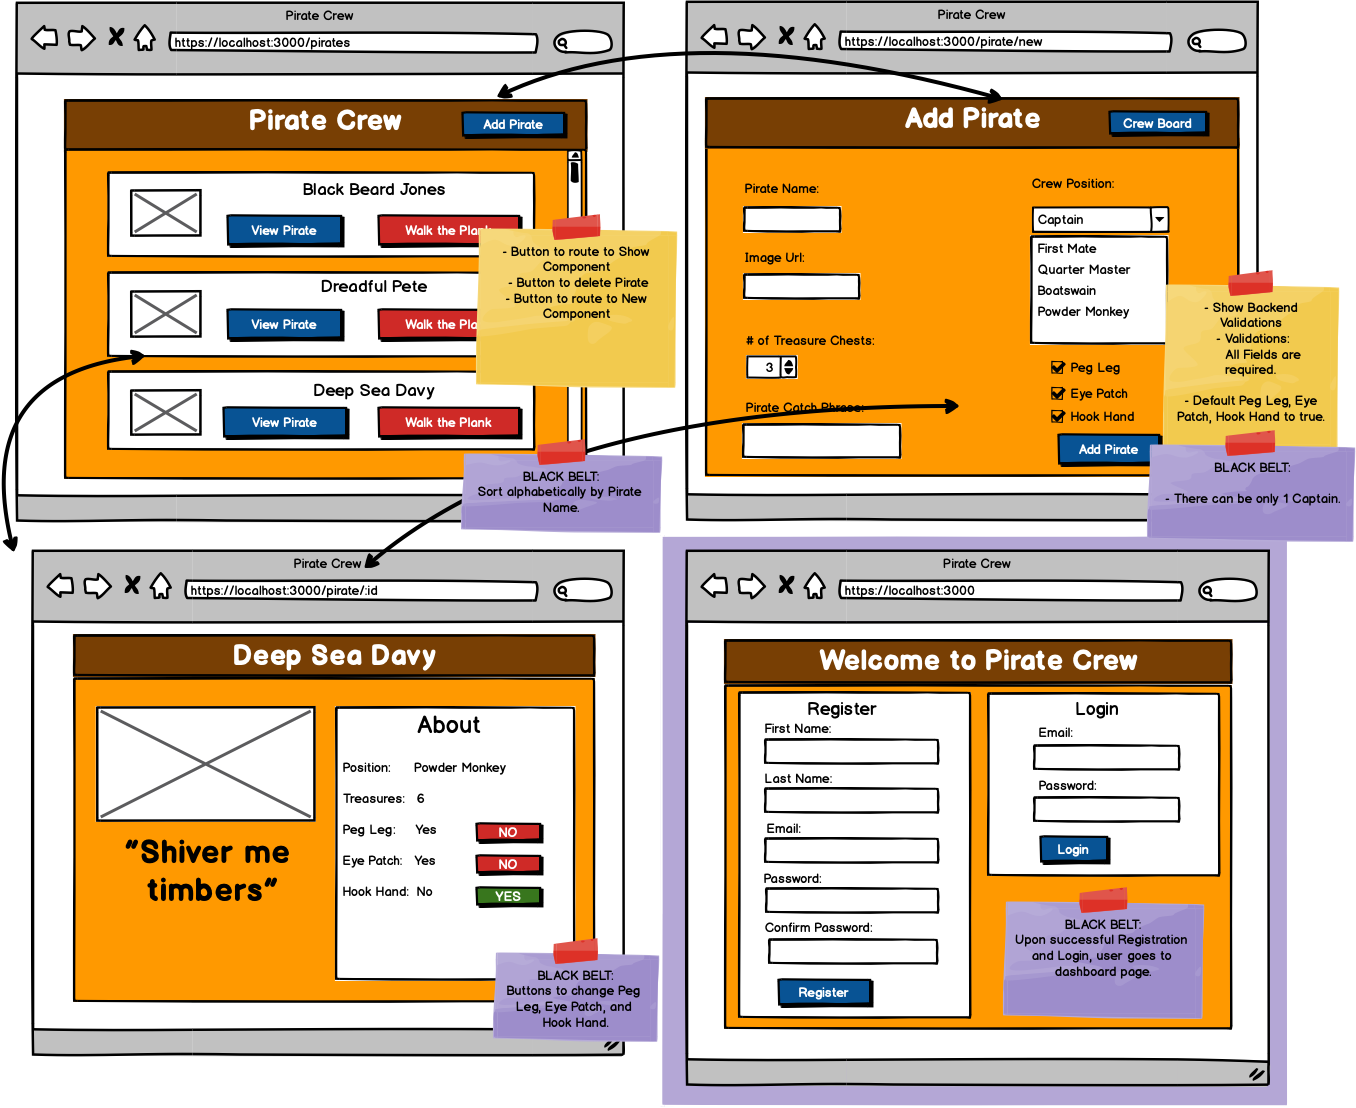 Pirate Crew
https://localhost:3000/pirates
Pirate Crew
Add Pirate
Black Beard Jones
View Pirate
Walk the Plank
Dreadful Pete
View Pirate
Walk the Pla
Deep Sea Davy
View Pirate
Walk the Plank
- Button to route to Show
Component
- Button to delete Pirate
- Button to route to New
Component
BLACK BELT:
Sort alphabetically by Pirate
Name.
Pirate Crew
https://localhost:3000/pirate/new
Add Pirate
Crew Board
Pirate Name:
Image Url:
# of Treasure Chests:
3
Pirate Catch Phrase:
Crew Position:
Captain
First Mate
Quarter Master
Boatswain
Powder Monkey
Peg Leg
Eye Patch
Hook Hand
Add Pirate
- Show Backend
Validations
- Validations:
All Fields are
required.
- Default Peg Leg, Eye
Patch, Hook Hand to true.
BLACK BELT:
- There can be only 1 Captain.
Pirate Crew
https://localhost:3000/pirate/:id
Deep Sea Davy
"Shiver me
timbers"
About
Position: Powder Monkey
Treasures: 6
Peg Leg: Yes NO
Eye Patch: Yes NO
Hook Hand: No YES
BLACK BELT:
Buttons to change Peg
Leg, Eye Patch, and
Hook Hand.
Pirate Crew
https://localhost:3000
Welcome to Pirate Crew
Register
First Name:
Last Name:
Email:
Password:
Confirm Password:
Register
Login
Email:
Password:
Login
BLACK BELT:
Upon successful Registration
and Login, user goes to
dashboard page.